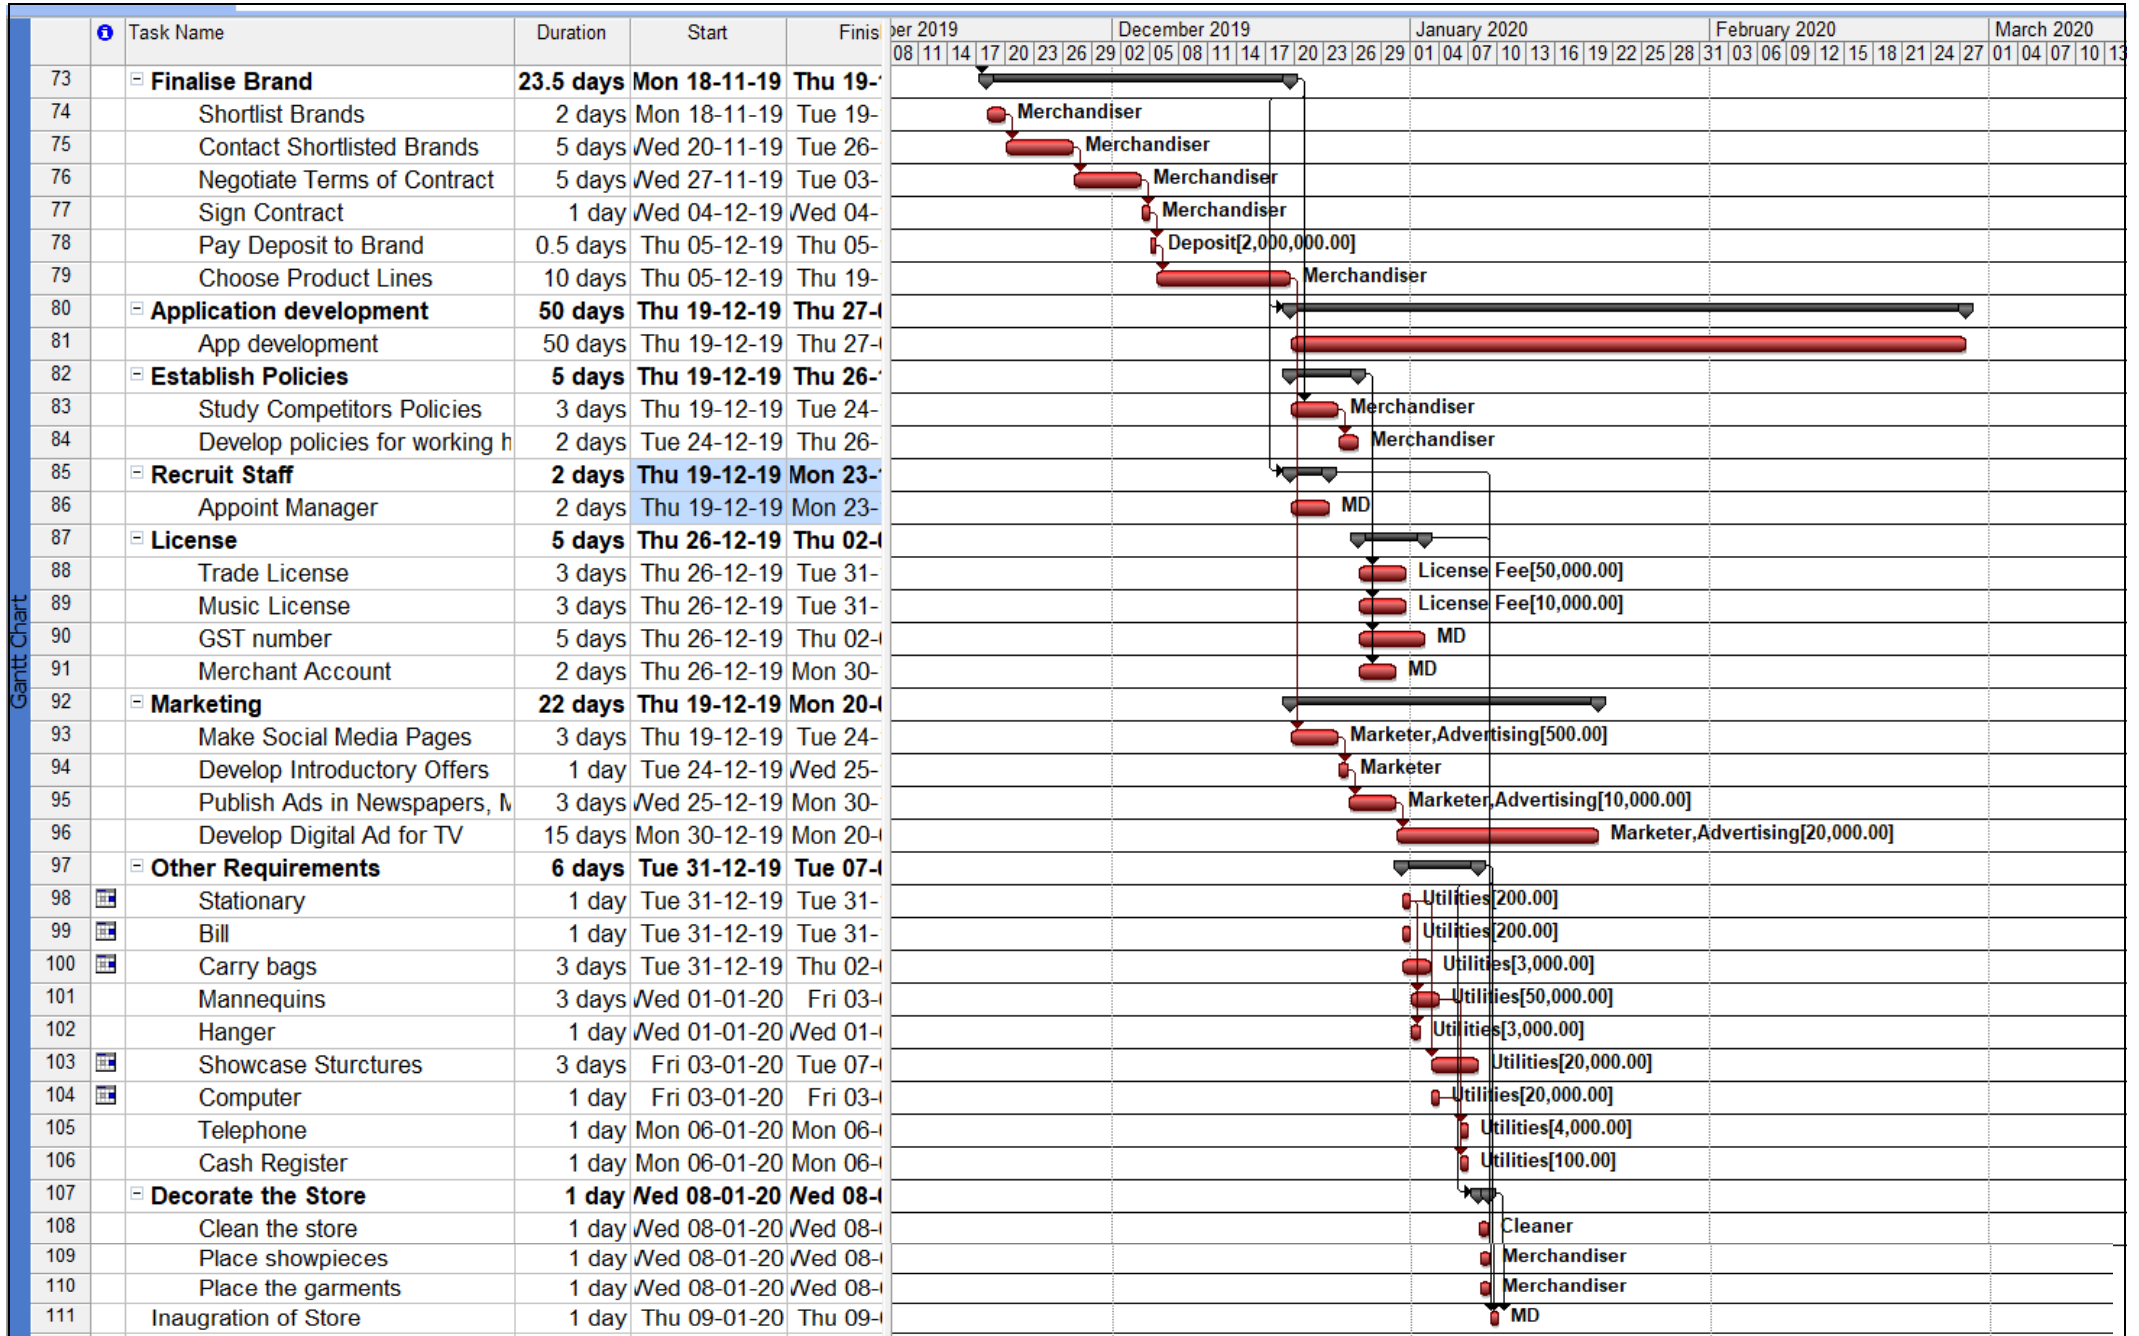 Task Name Duration Start Finis ber 2019 December 2019 January 2020 February 2020 March 2020
08 11 14 17 20 23 26 29 02 05 08 11 14 17 20 23 26 29 01 04 07 10 13 16 19 22 25 28 31 03 06 09 12 15 18 21 24 27 01 04 07 10 13
73 Finalise Brand 23.5 days Mon 18-11-19 Thu 19-
74 Shortlist Brands 2 days Mon 18-11-19 Tue 19- Merchandiser
75 Contact Shortlisted Brands 5 days Wed 20-11-19 Tue 26- Merchandiser
76 Negotiate Terms of Contract 5 days Wed 27-11-19 Tue 03- Merchandiser
77 Sign Contract 1 day Wed 04-12-19 Wed 04- Merchandiser
78 Pay Deposit to Brand 0.5 days Thu 05-12-19 Thu 05- Deposit[2,000,000.00]
79 Choose Product Lines 10 days Thu 05-12-19 Thu 19- Merchandiser
80 Application development 50 days Thu 19-12-19 Thu 27-
81 App development 50 days Thu 19-12-19 Thu 27-
82 Establish Policies 5 days Thu 19-12-19 Thu 26-
83 Study Competitors Policies 3 days Thu 19-12-19 Tue 24- Merchandiser
84 Develop policies for working h 2 days Tue 24-12-19 Thu 26- Merchandiser
85 Recruit Staff 2 days Thu 19-12-19 Mon 23-
86 Appoint Manager 2 days Thu 19-12-19 Mon 23- MD
87 License 5 days Thu 26-12-19 Thu 02-
88 Trade License 3 days Thu 26-12-19 Tue 31- License Fee[50,000.00]
89 Music License 3 days Thu 26-12-19 Tue 31- License Fee[10,000.00]
90 GST number 5 days Thu 26-12-19 Thu 02- MD
91 Merchant Account 2 days Thu 26-12-19 Mon 30- MD
92 Marketing 22 days Thu 19-12-19 Mon 20-
93 Make Social Media Pages 3 days Thu 19-12-19 Tue 24- Marketer,Advertising[500.00]
94 Develop Introductory Offers 1 day Tue 24-12-19 Wed 25- Marketer
95 Publish Ads in Newspapers, M 3 days Wed 25-12-19 Mon 30- Marketer,Advertising[10,000.00]
96 Develop Digital Ad for TV 15 days Mon 30-12-19 Mon 20- Marketer,Advertising[20,000.00]
97 Other Requirements 6 days Tue 31-12-19 Tue 07-
98 Stationary 1 day Tue 31-12-19 Tue 31- Utilities[200.00]
99 Bill 1 day Tue 31-12-19 Tue 31- Utilities[200.00]
100 Carry bags 3 days Tue 31-12-19 Thu 02- Utilities[3,000.00]
101 Mannequins 3 days Wed 01-01-20 Fri 03- Utilities[50,000.00]
102 Hanger 1 day Wed 01-01-20 Wed 01- Utilities[3,000.00]
103 Showcase Sturctures 3 days Fri 03-01-20 Tue 07- Utilities[20,000.00]
104 Computer 1 day Fri 03-01-20 Fri 03- Utilities[20,000.00]
105 Telephone 1 day Mon 06-01-20 Mon 06- Utilities[4,000.00]
106 Cash Register 1 day Mon 06-01-20 Mon 06- Utilities[100.00]
107 Decorate the Store 1 day Wed 08-01-20 Wed 08-
108 Clean the store 1 day Wed 08-01-20 Wed 08- Cleaner
109 Place showpieces 1 day Wed 08-01-20 Wed 08- Merchandiser
110 Place the garments 1 day Wed 08-01-20 Wed 08- Merchandiser
111 Inaugration of Store 1 day Thu 09-01-20 Thu 09- MD
Gantt Chart